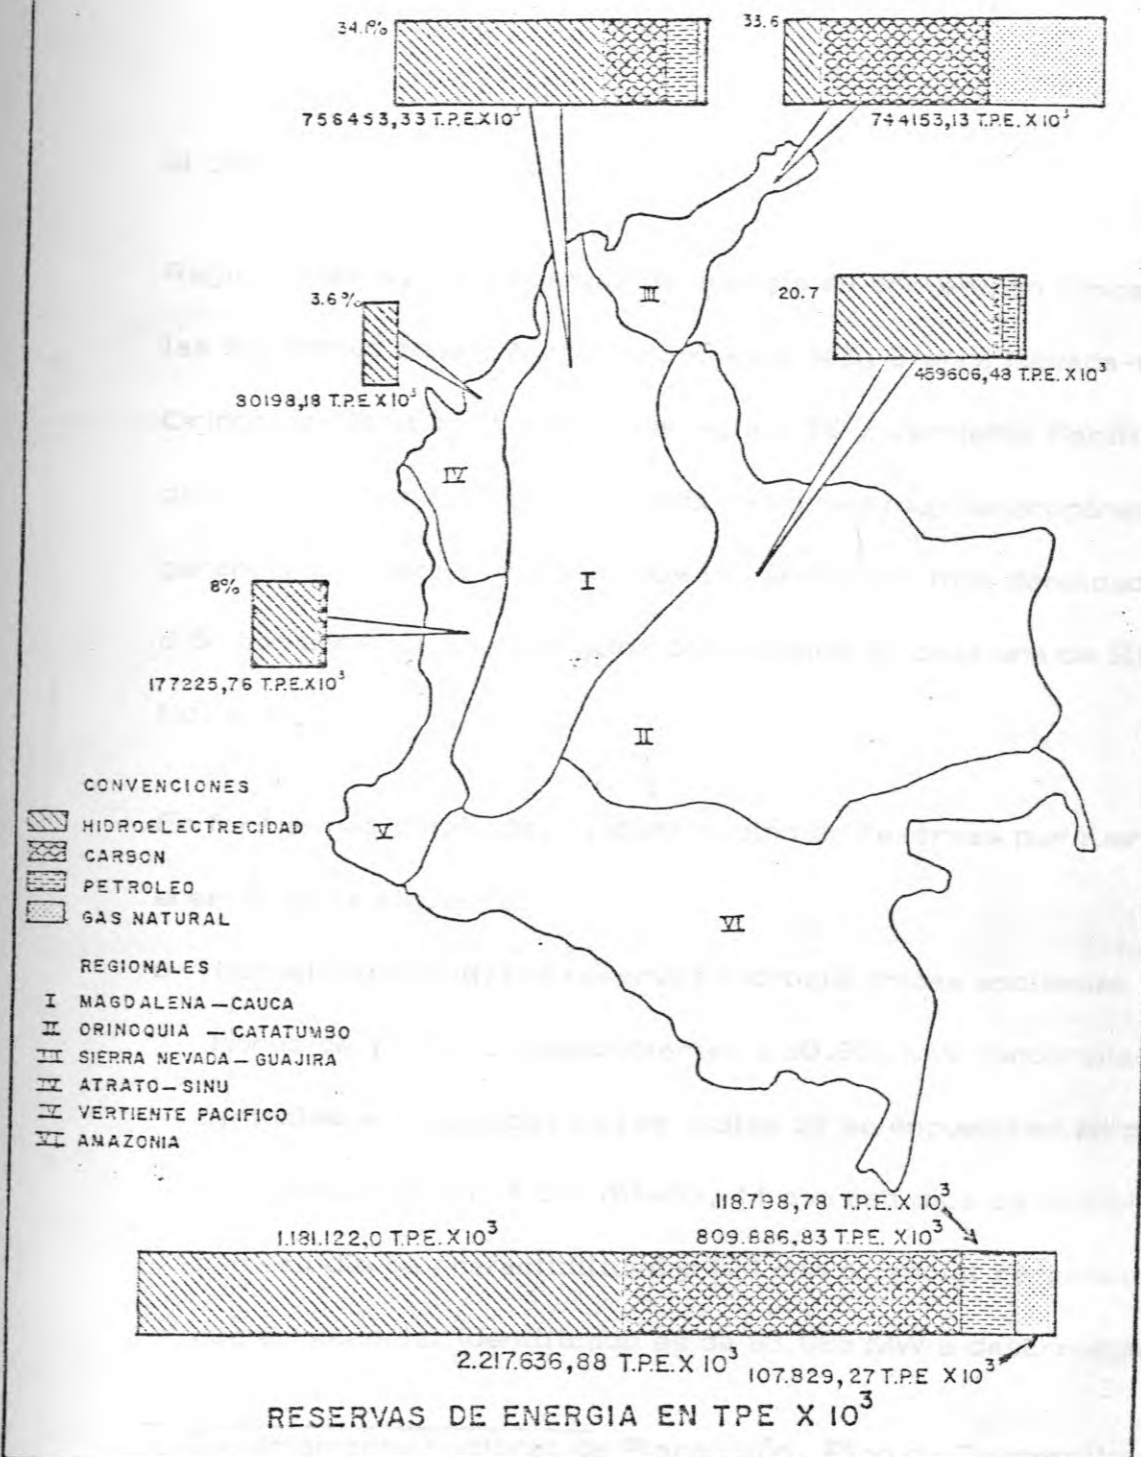 34.1%
33.6
756453,33 T.P.E.X10³
744153,13 T.P.E. X10³
III
3.6%
20.7
80198,18 T.P.E X10³
459606,48 T.P.E. X10³
IV
8%
I
177225,76 T.P.E.X10³
II
CONVENCIONES
HIDROELECTRECIDAD
CARBON
PETROLEO
GAS NATURAL
V
VI
REGIONALES
I MAGDALENA—CAUCA
II ORINOQUIA — CATATUMBO
III SIERRA NEVADA—GUAJIRA
IV ATRATO—SINU
V VERTIENTE PACIFICO
VI AMAZONIA
118.798,78 T.P.E. X 10³
1.181.122,0 T.P.E. X10³
809.886,83 T.P.E. X10³
2.217.636,88 T.P.E. X 10³
107.829,27 T.P.E X10³
RESERVAS DE ENERGIA EN TPE X 10³